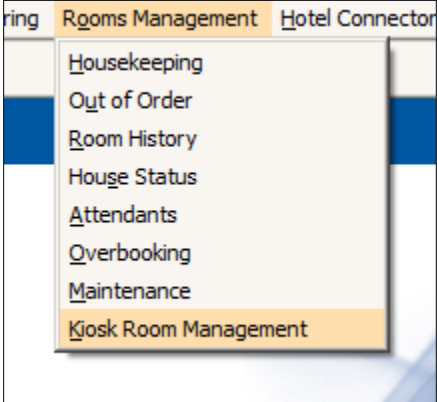 ring Rooms Management Hotel Connector
Housekeeping
Out of Order
Room History
House Status
Attendants
Overbooking
Maintenance
Kiosk Room Management